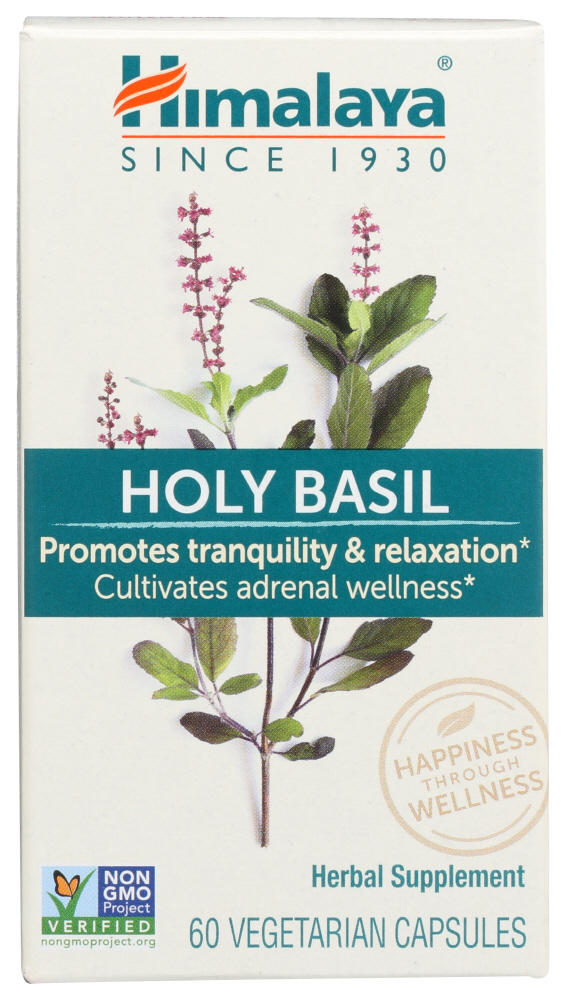 Himalaya®
SINCE 1930
HOLY BASIL
Promotes tranquility & relaxation*
Cultivates adrenal wellness*
HAPPINESS
THROUGH
WELLNESS
Herbal Supplement
NON
GMO
Project
VERIFIED
nongmoproject.org
60 VEGETARIAN CAPSULES